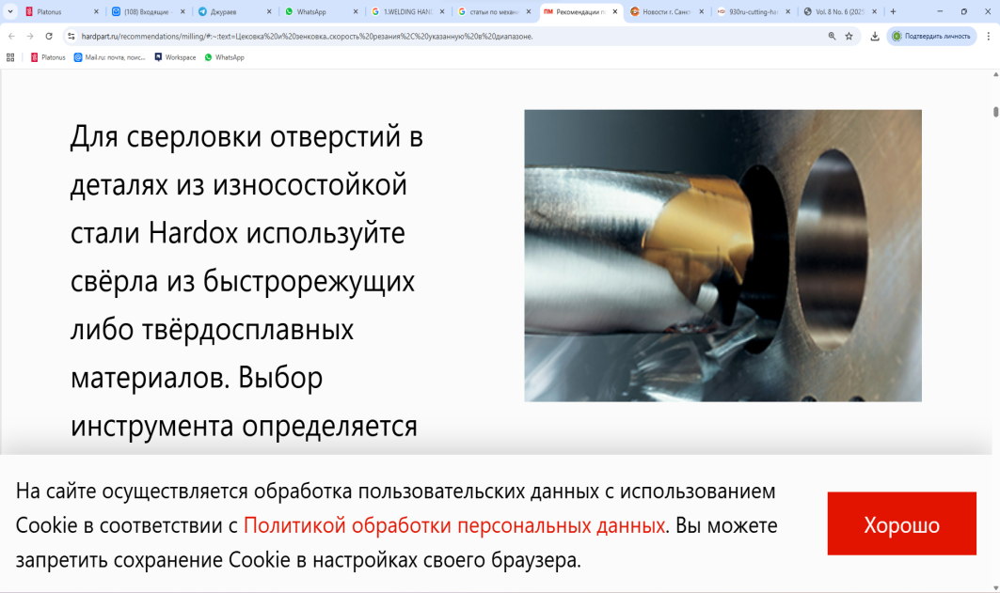 Platonus
(108) Входящие -
Джураев
WhatsApp
1.WELDING HAND
статьи по механи
Рекомендации п
Новости г. Санкт
930ru-cutting-ha
Vol. 8 No. 6 (2025
hardpart.ru/recommendations/milling/#:~:text=Цековка%20и%20зенковка.,скорость%20резания%2C%20указанную%20в%20диапазоне.
Подтвердить личность
Platonus
Mail.ru: почта, поис...
Workspace
WhatsApp
Для сверловки отверстий в
деталях из износостойкой
стали Hardox используйте
свёрла из быстрорежущих
либо твёрдосплавных
материалов. Выбор
инструмента определяется
На сайте осуществляется обработка пользовательских данных с использованием
Cookie в соответствии с Политикой обработки персональных данных. Вы можете
запретить сохранение Cookie в настройках своего браузера.
Хорошо